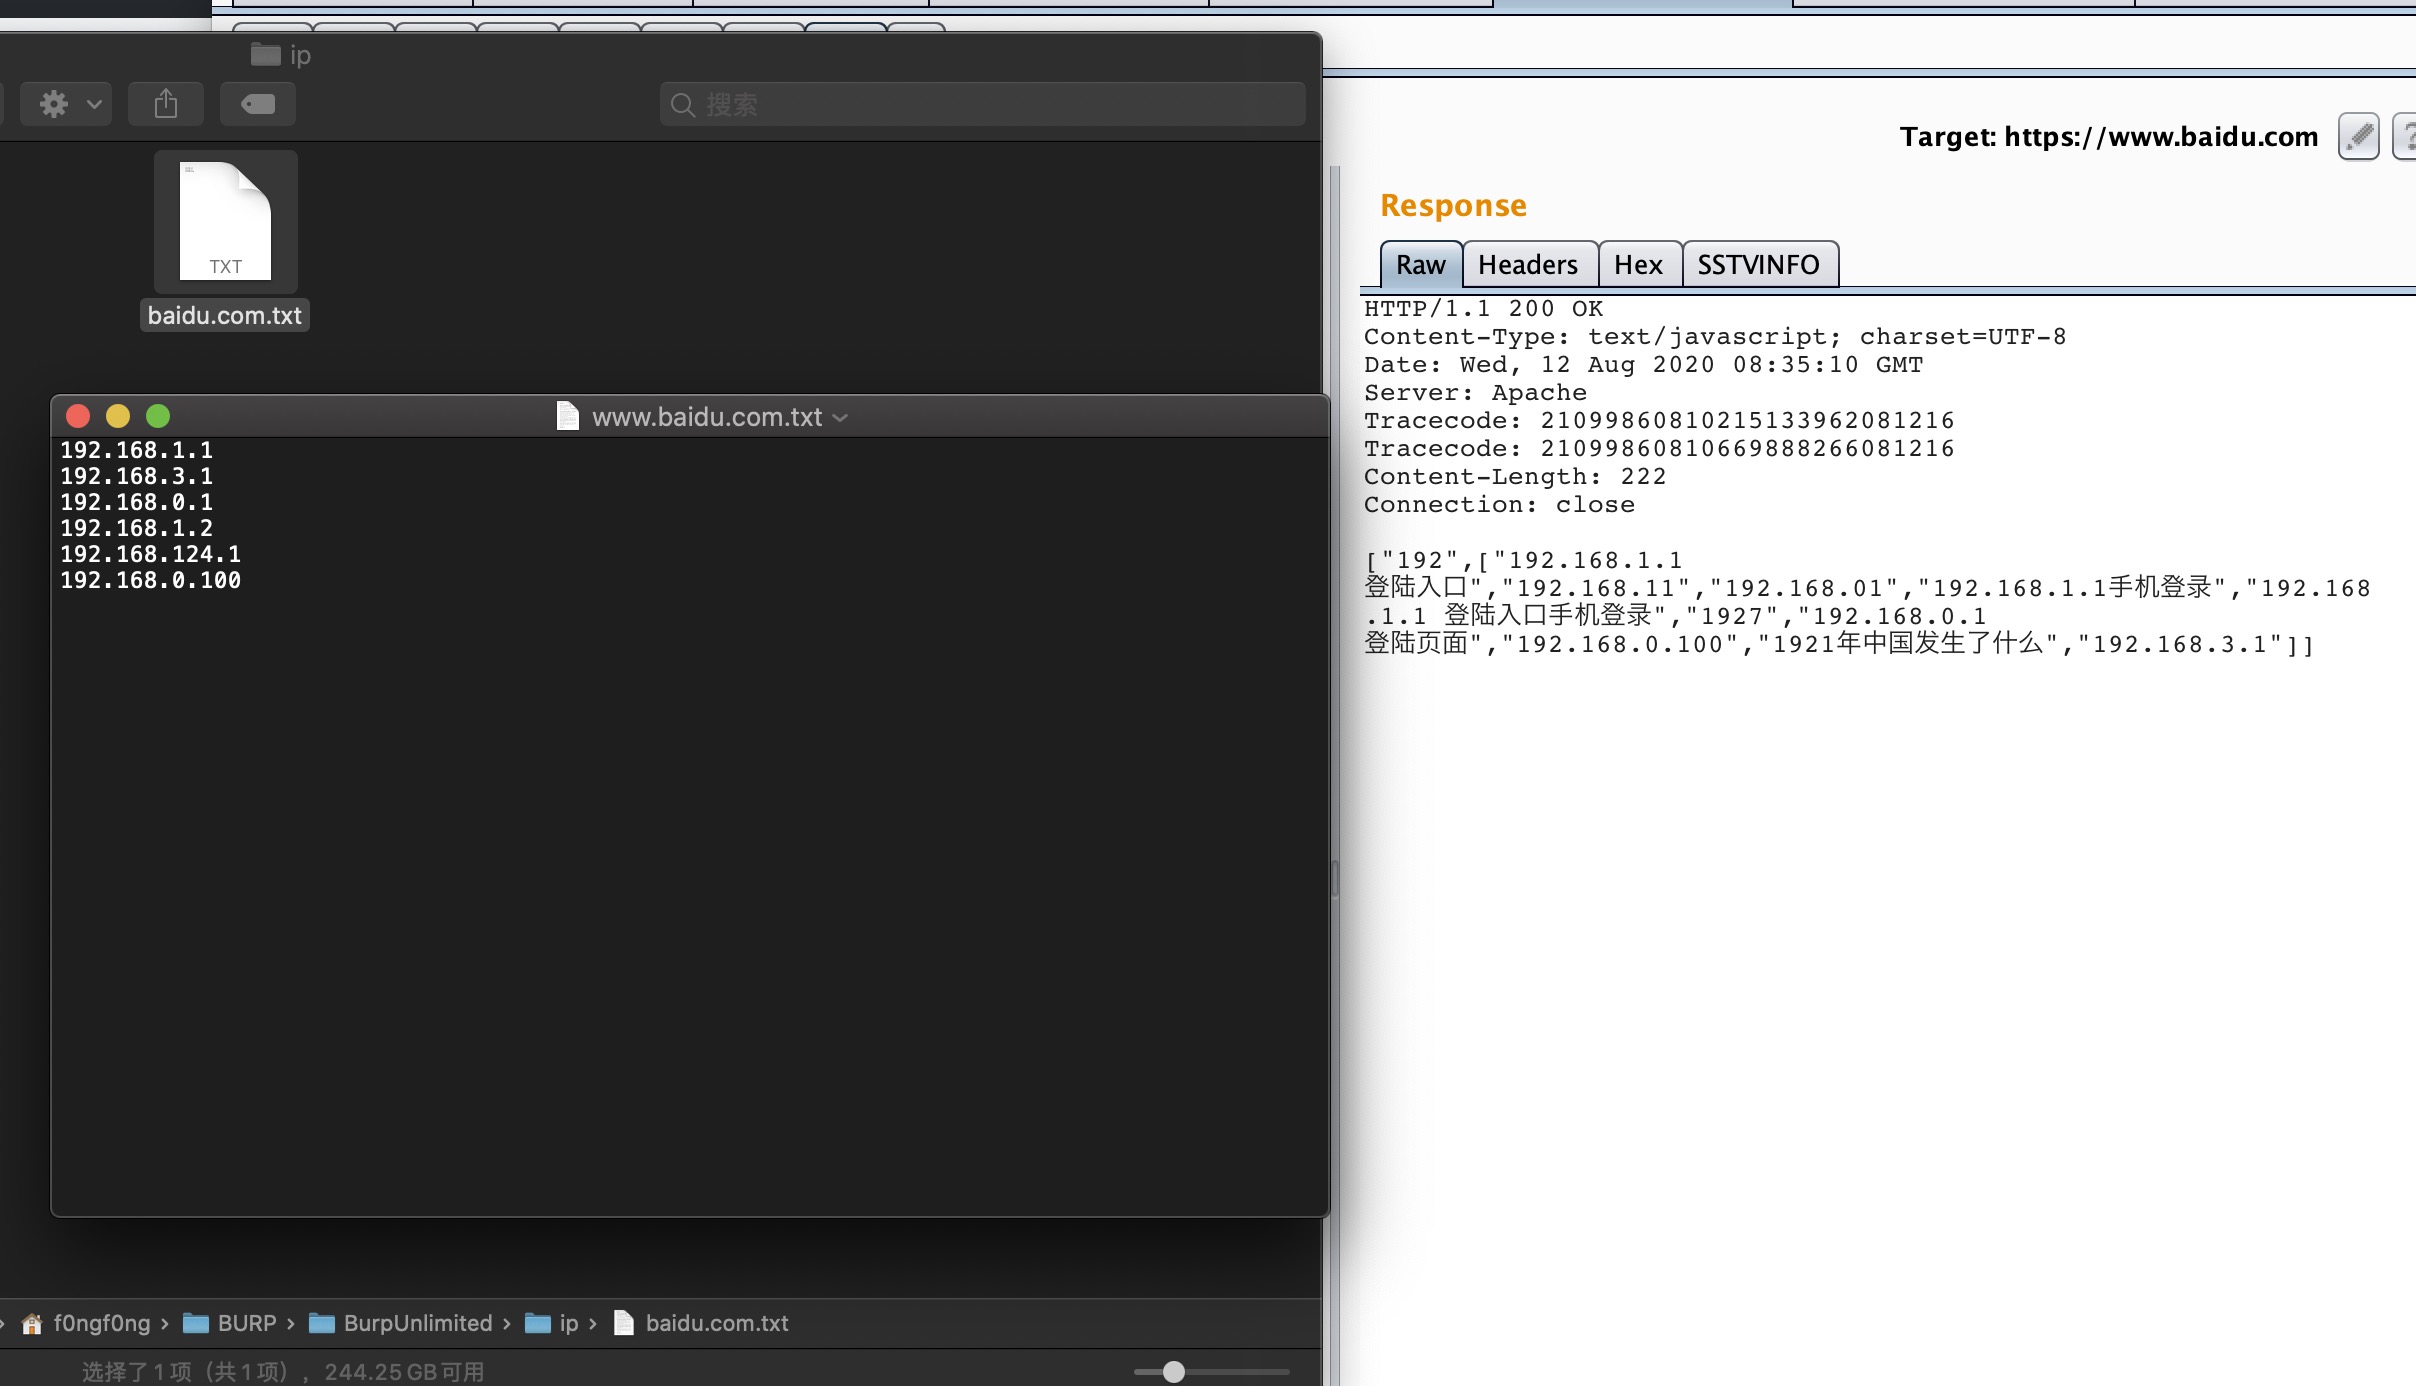 ip
搜索
TXT
baidu.com.txt
www.baidu.com.txt
192.168.1.1
192.168.3.1
192.168.0.1
192.168.1.2
192.168.124.1
192.168.0.100
f0ngf0ng › BURP › BurpUnlimited › ip › baidu.com.txt
选择了1项（共1项），244.25 GB可用
Target: https://www.baidu.com
?
Response
Raw Headers Hex SSTVINFO
HTTP/1.1 200 OK
Content-Type: text/javascript; charset=UTF-8
Date: Wed, 12 Aug 2020 08:35:10 GMT
Server: Apache
Tracecode: 21099860810215133962081216
Tracecode: 21099860810669888266081216
Content-Length: 222
Connection: close
["192",["192.168.1.1
登陆入口","192.168.11","192.168.01","192.168.1.1手机登录","192.168
.1.1 登陆入口手机登录","1927","192.168.0.1
登陆页面","192.168.0.100","1921年中国发生了什么","192.168.3.1"]]